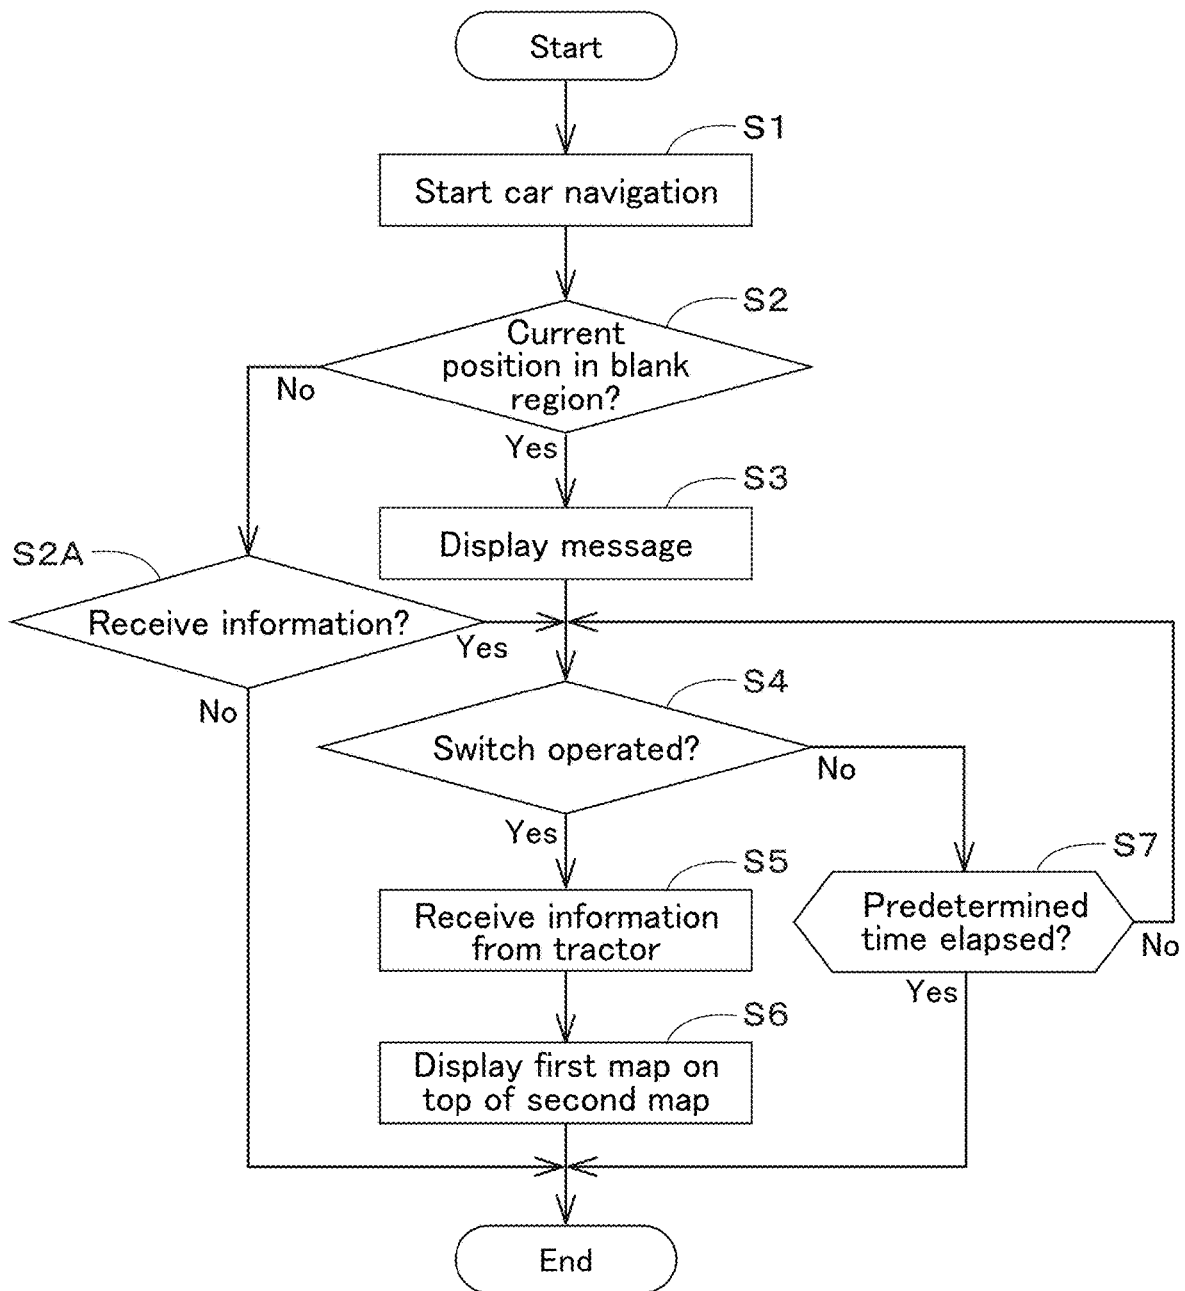 Start
S1
Start car navigation
S2
Current
position in blank
region?
No
Yes
S3
Display message
S2A
Receive information?
Yes
No
S4
Switch operated?
No
Yes
S5
Receive information
from tractor
S7
Predetermined
time elapsed?
No
Yes
S6
Display first map on
top of second map
End